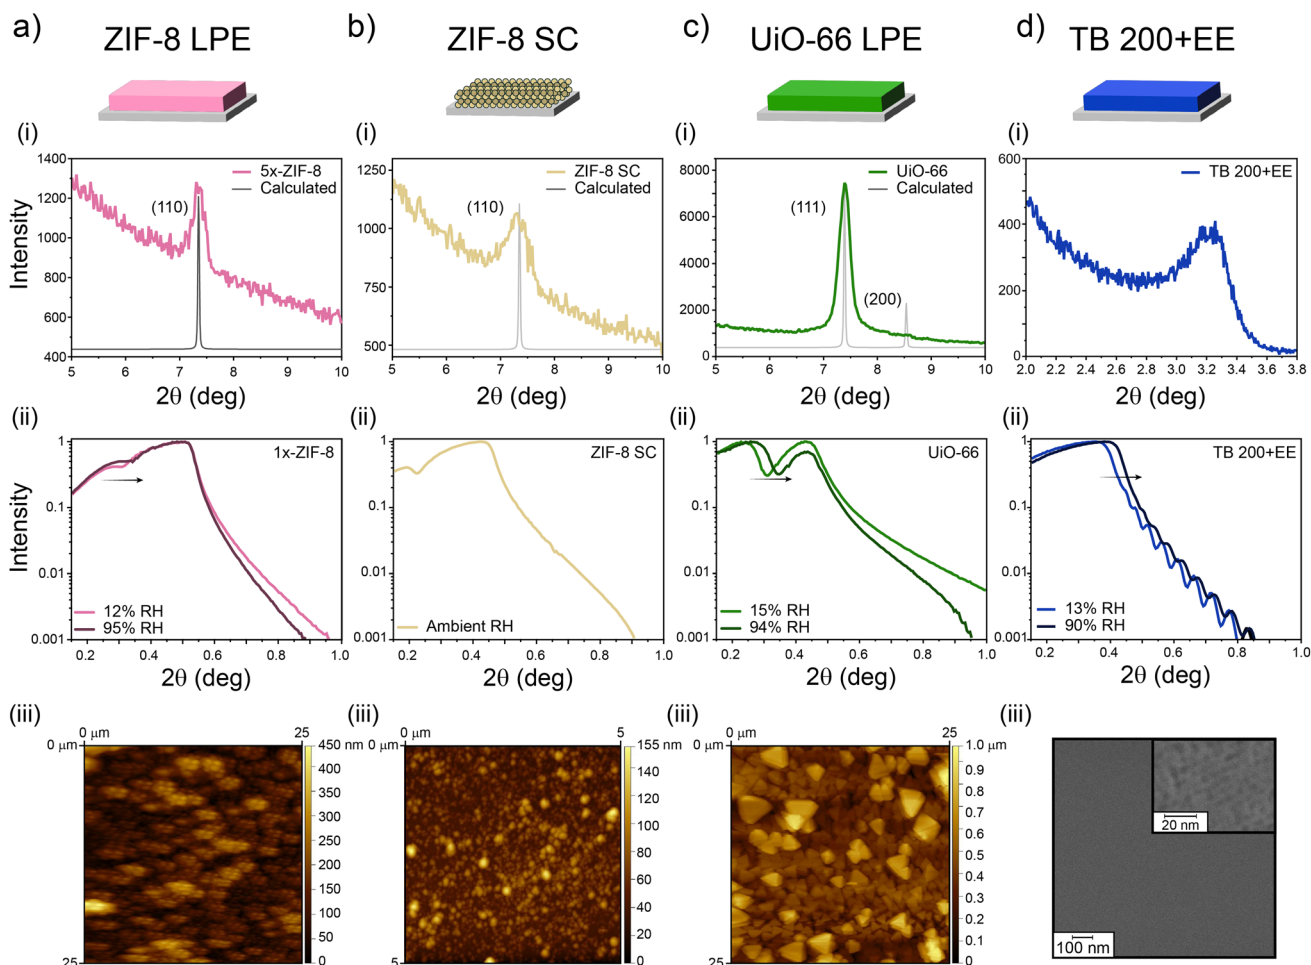 a)
ZIF-8 LPE
b)
ZIF-8 SC
c)
UiO-66 LPE
d)
TB 200+EE
(i)
1400
1200
1000
800
600
400
Intensity
5x-ZIF-8
Calculated
(110)
5
6
7
8
9
10
2θ (deg)
(i)
1250
1000
750
500
ZIF-8 SC
Calculated
(110)
5
6
7
8
9
10
2θ (deg)
(i)
8000
6000
4000
2000
0
UiO-66
Calculated
(111)
(200)
5
6
7
8
9
10
2θ (deg)
(i)
600
400
200
0
TB 200+EE
2.0
2.2
2.4
2.6
2.8
3.0
3.2
3.4
3.6
3.8
2θ (deg)
(ii)
1
0.1
0.01
0.001
Intensity
1x-ZIF-8
12% RH
95% RH
0.2
0.4
0.6
0.8
1.0
2θ (deg)
(ii)
1
0.1
0.01
0.001
ZIF-8 SC
Ambient RH
0.2
0.4
0.6
0.8
1.0
2θ (deg)
(ii)
1
0.1
0.01
0.001
UiO-66
15% RH
94% RH
0.2
0.4
0.6
0.8
1.0
2θ (deg)
(ii)
1
0.1
0.01
0.001
TB 200+EE
13% RH
90% RH
0.2
0.4
0.6
0.8
1.0
2θ (deg)
(iii)
0 μm
25
0 μm
25
450 nm
400
350
300
250
200
150
100
50
0
(iii)
0 μm
5
0 μm
5
155 nm
140
120
100
80
60
40
20
0
(iii)
0 μm
25
0 μm
25
1.0 μm
0.9
0.8
0.7
0.6
0.5
0.4
0.3
0.2
0.1
0
(iii)
20 nm
100 nm